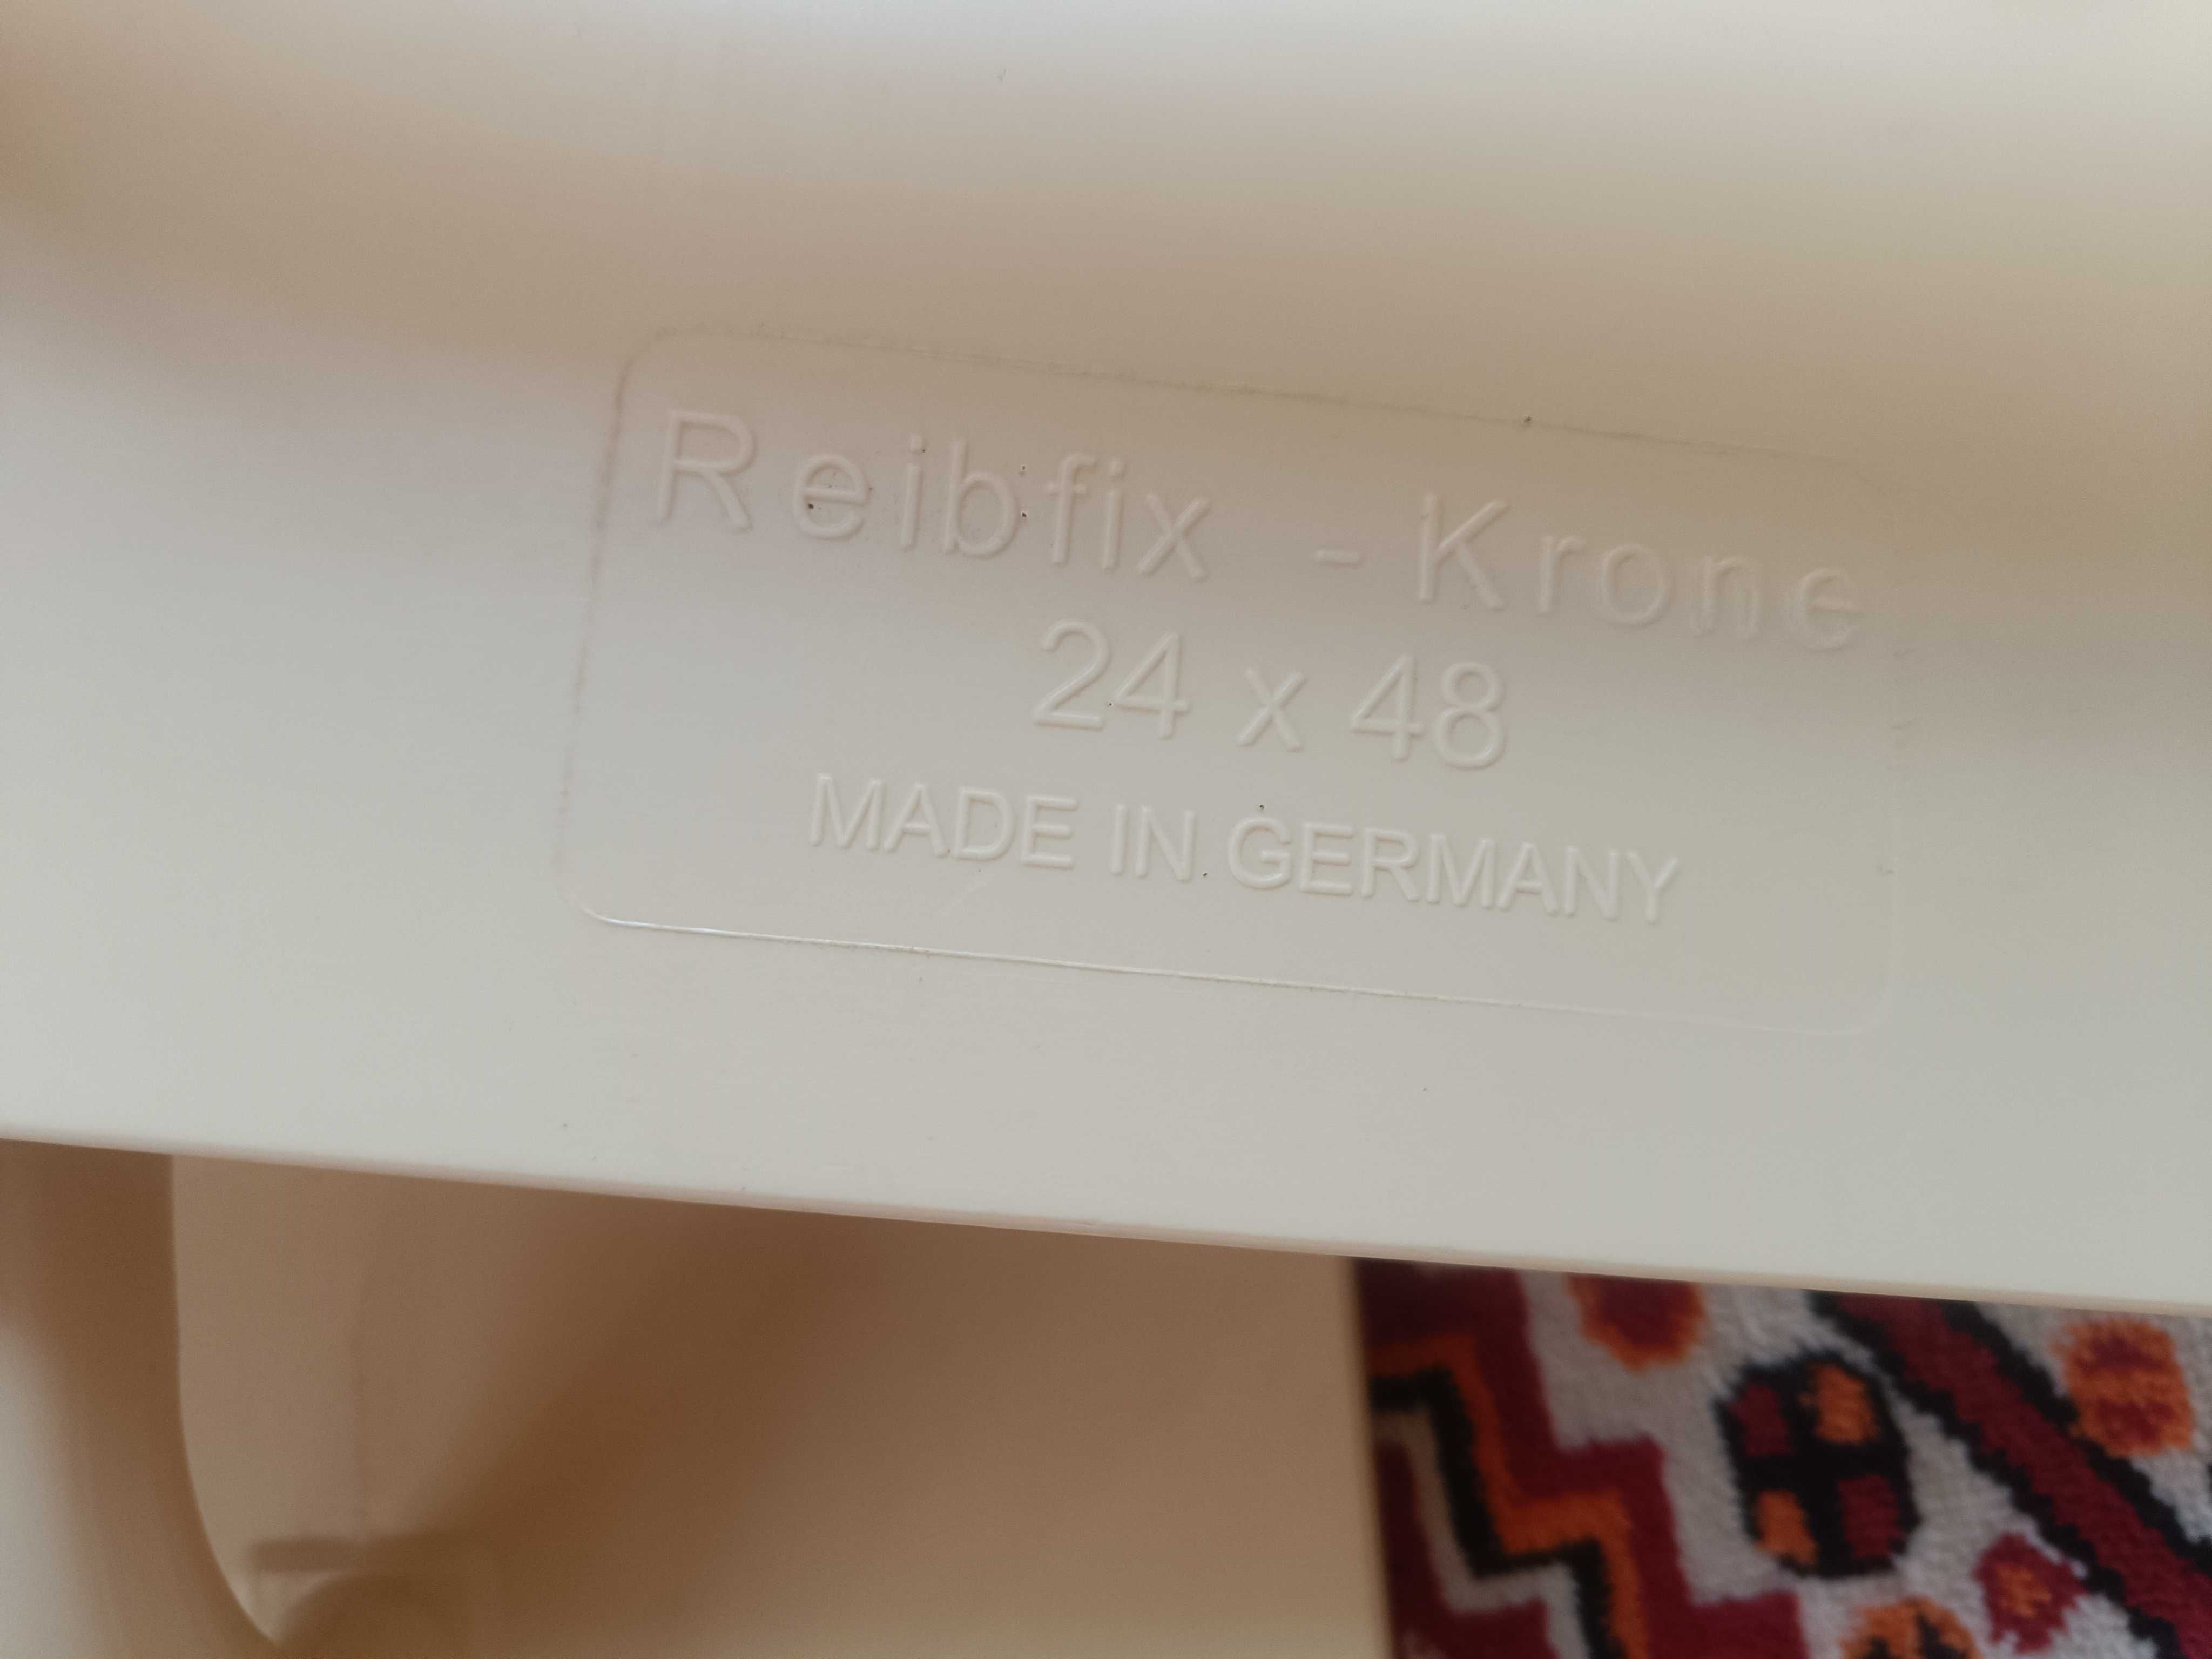 Reibfix - Krone
24 x 48
MADE IN GERMANY